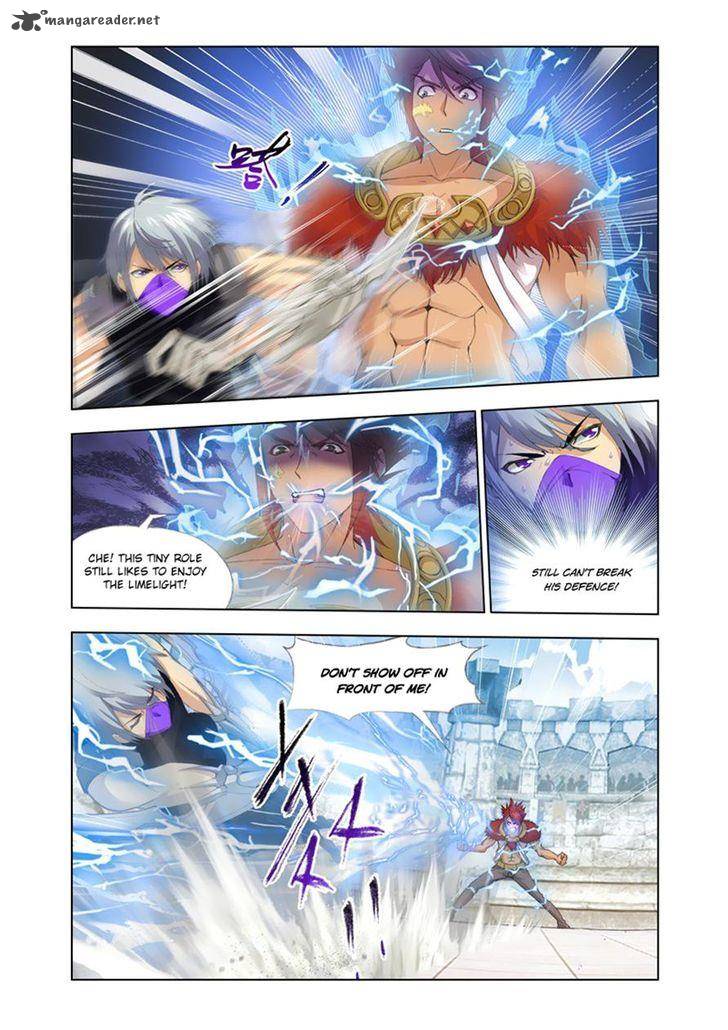 mangareader.net
CHE! THIS TINY ROLE
STILL LIKES TO ENJOY
THE LIMELIGHT!
STILL CAN'T BREAK
HIS DEFENCE!
DON'T SHOW OFF IN
FRONT OF ME!